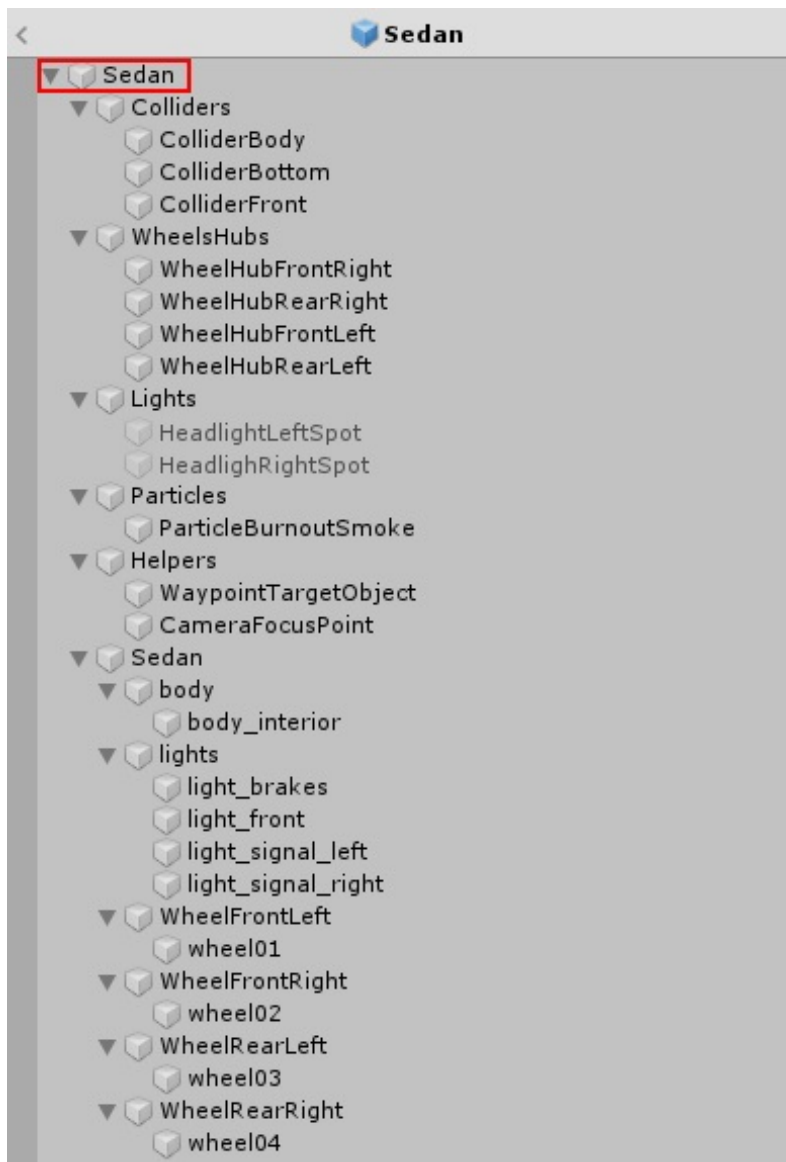 Sedan
Sedan
Colliders
ColliderBody
ColliderBottom
ColliderFront
WheelsHubs
WheelHubFrontRight
WheelHubRearRight
WheelHubFrontLeft
WheelHubRearLeft
Lights
HeadlightLeftSpot
HeadlighRightSpot
Particles
ParticleBurnoutSmoke
Helpers
WaypointTargetObject
CameraFocusPoint
Sedan
body
body_interior
lights
light_brakes
light_front
light_signal_left
light_signal_right
WheelFrontLeft
wheel01
WheelFrontRight
wheel02
WheelRearLeft
wheel03
WheelRearRight
wheel04